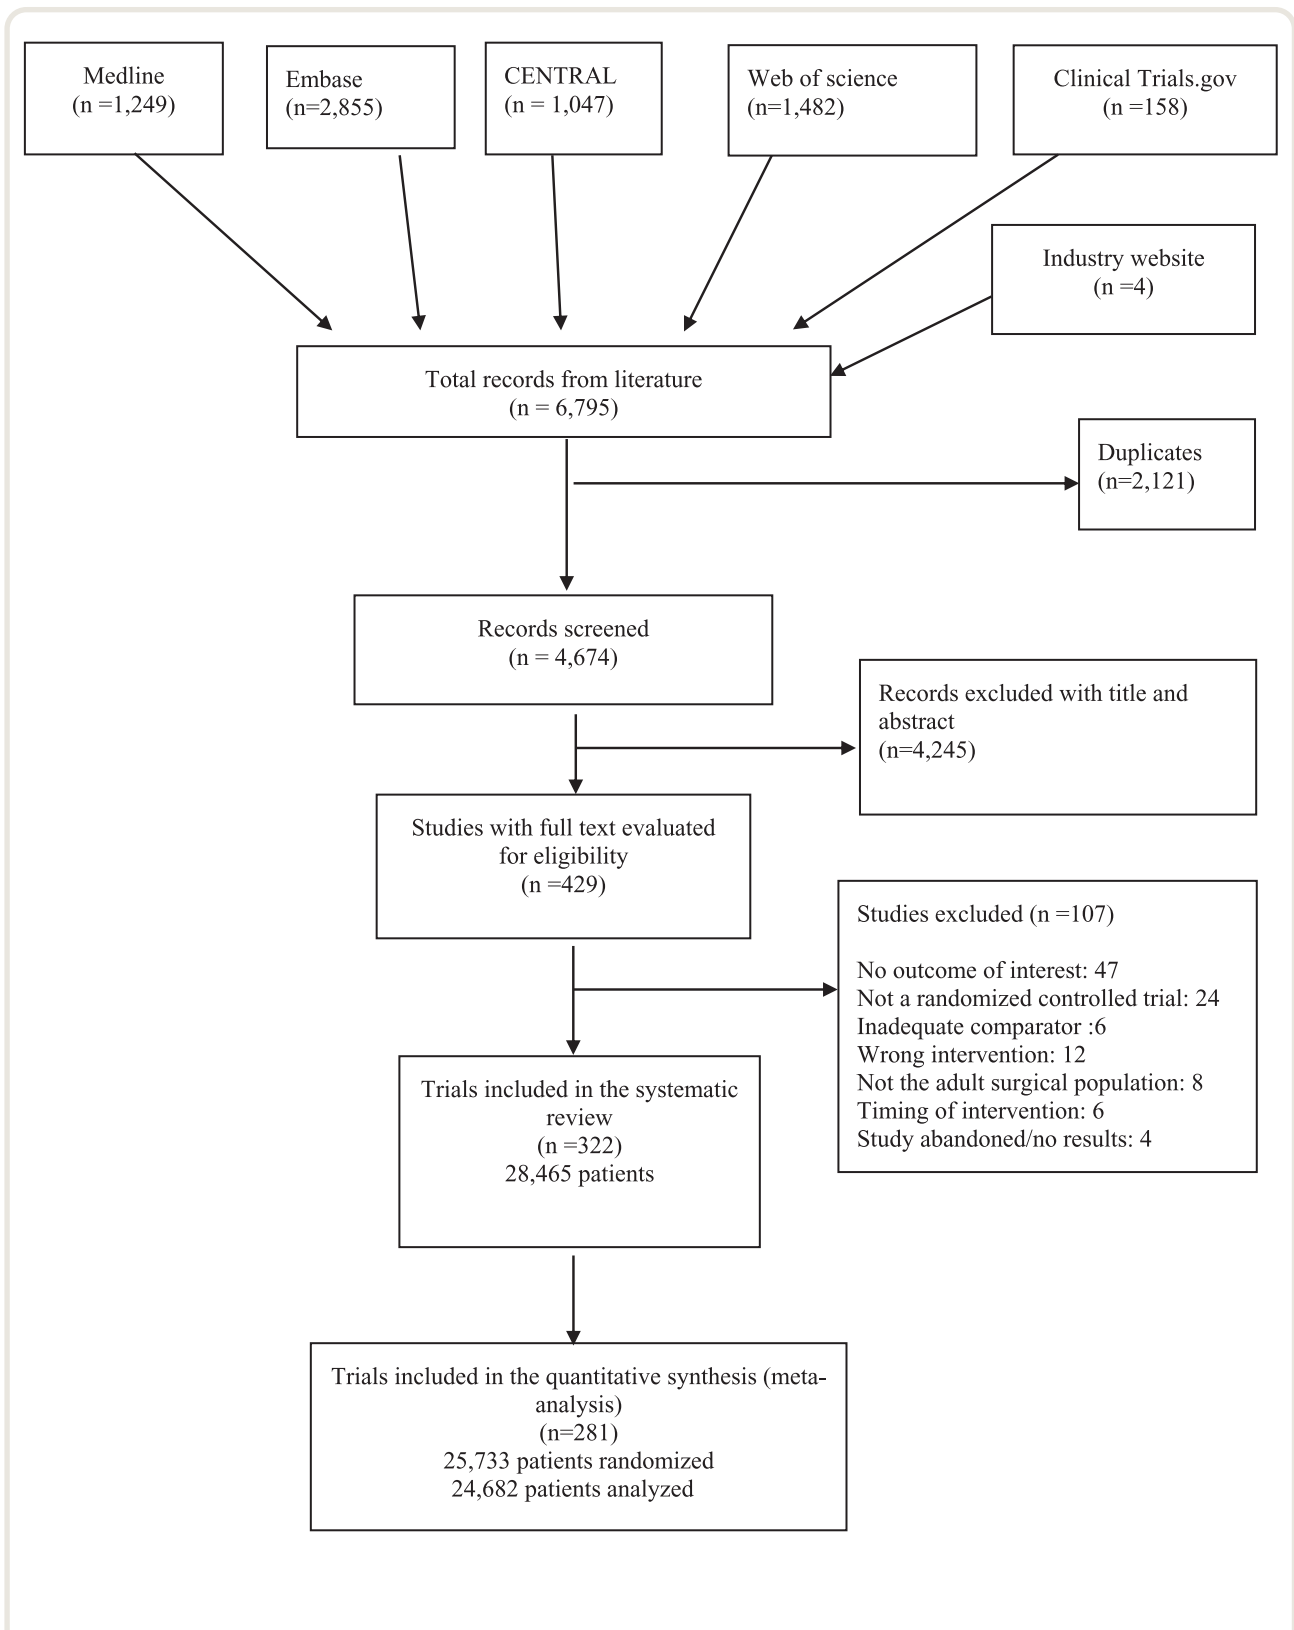 Medline
(n =1,249)
Embase
(n=2,855)
CENTRAL
(n = 1,047)
Web of science
(n=1,482)
Clinical Trials.gov
(n =158)
Industry website
(n =4)
Total records from literature
(n = 6,795)
Duplicates
(n=2,121)
Records screened
(n = 4,674)
Records excluded with title and
abstract
(n=4,245)
Studies with full text evaluated
for eligibility
(n =429)
Studies excluded (n =107)
No outcome of interest: 47
Not a randomized controlled trial: 24
Inadequate comparator :6
Wrong intervention: 12
Not the adult surgical population: 8
Timing of intervention: 6
Study abandoned/no results: 4
Trials included in the systematic
review
(n =322)
28,465 patients
Trials included in the quantitative synthesis (meta-
analysis)
(n=281)
25,733 patients randomized
24,682 patients analyzed